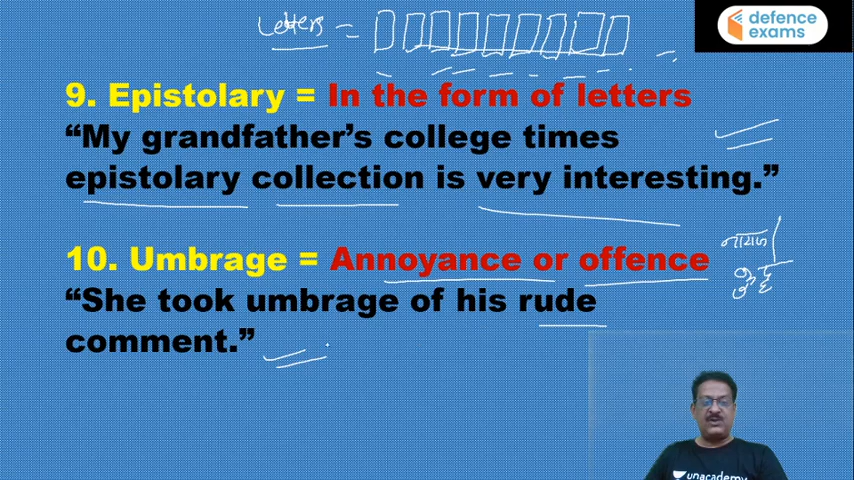 Letters =
defence
exams
9. Epistolary = In the form of letters
“My grandfather’s college times
epistolary collection is very interesting.”
10. Umbrage = Annoyance or offence
“She took umbrage of his rude
comment.”
नाराज
unacademy